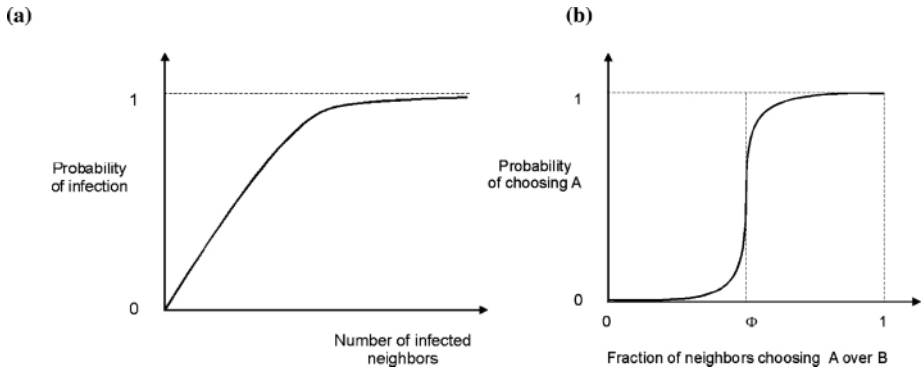 (a)
1
Probability
of infection
0
Number of infected
neighbors
(b)
1
Probability
of choosing A
0
0
Φ
1
Fraction of neighbors choosing A over B